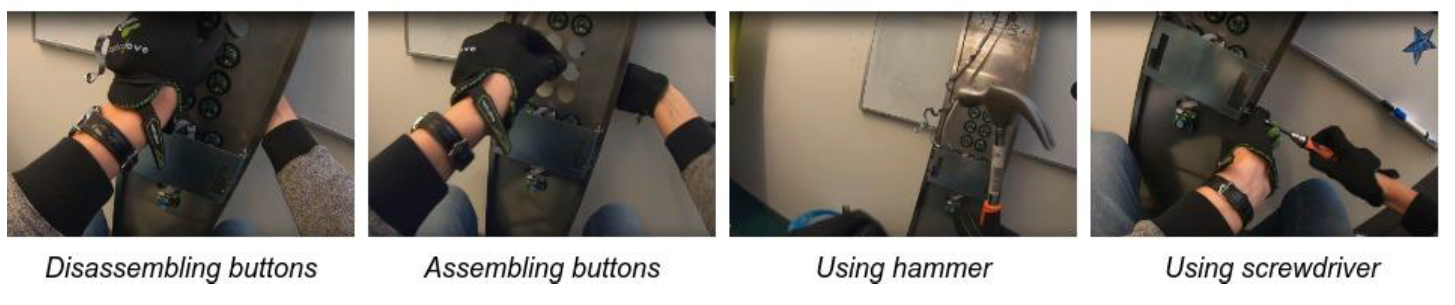 Disassembling buttons
Assembling buttons
Using hammer
Using screwdriver